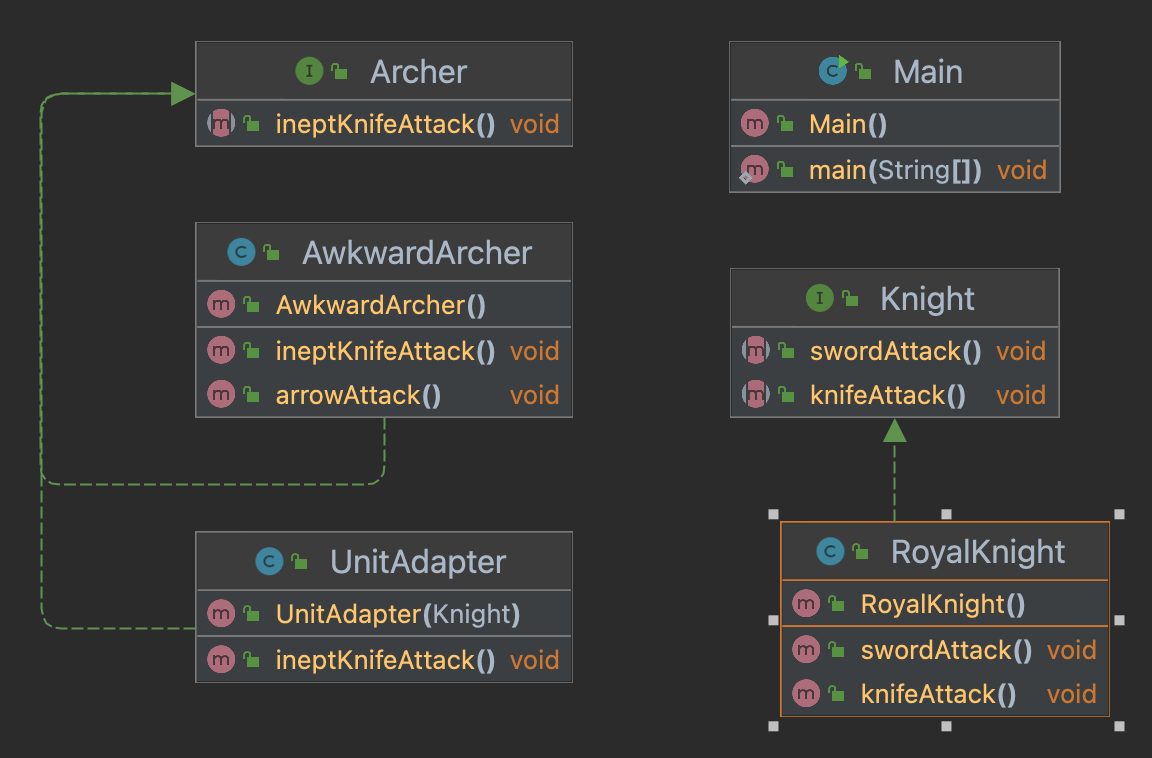 I Archer
m ineptKnifeAttack() void
C AwkwardArcher
m AwkwardArcher()
m ineptKnifeAttack() void
m arrowAttack() void
C UnitAdapter
m UnitAdapter(Knight)
m ineptKnifeAttack() void
C Main
m Main()
m main(String[]) void
I Knight
m swordAttack() void
m knifeAttack() void
C RoyalKnight
m RoyalKnight()
m swordAttack() void
m knifeAttack() void